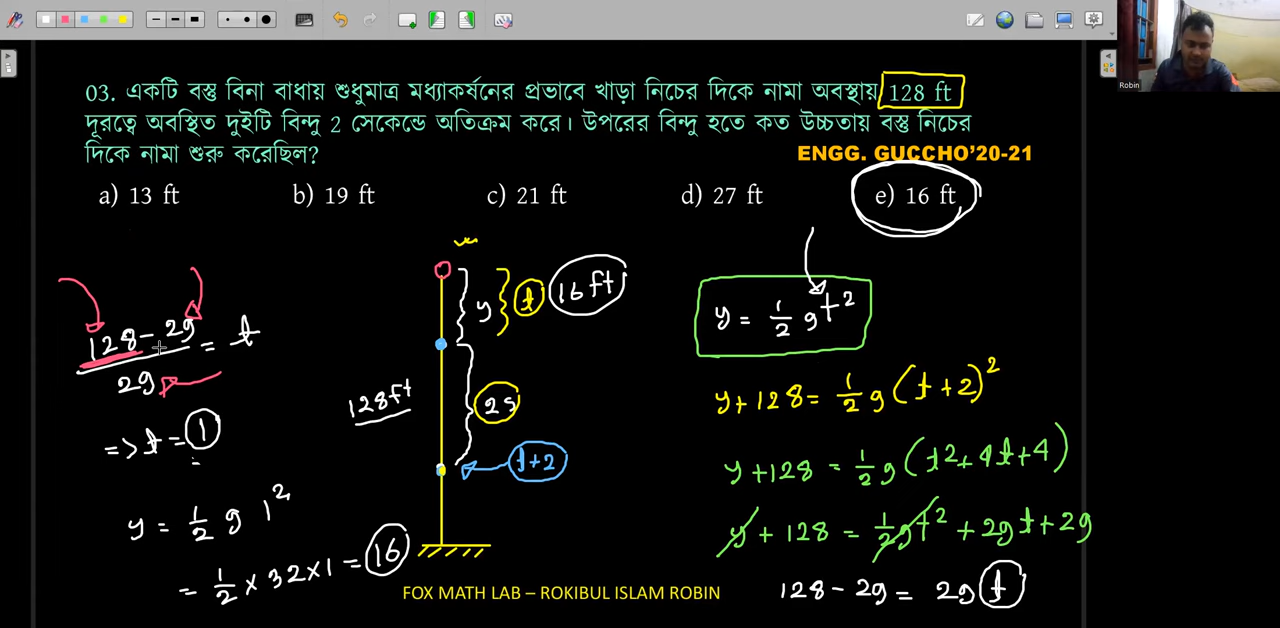 Robin
03. একটি বস্তু বিনা বাধায় শুধুমাত্র মধ্যাকর্ষনের প্রভাবে খাড়া নিচের দিকে নামা অবস্থায় 128 ft
দূরত্বে অবস্থিত দুইটি বিন্দু 2 সেকেন্ডে অতিক্রম করে। উপরের বিন্দু হতে কত উচ্চতায় বস্তু নিচের
দিকে নামা শুরু করেছিল?
ENGG. GUCCHO'20-21
a) 13 ft b) 19 ft c) 21 ft d) 27 ft e) 16 ft
128 - 2g
2g
= t
=> t = 1
y = 1/2 g 1²
= 1/2 × 32 × 1 = 16
y
t
16 ft
128 ft
2s
t+2
y = 1/2 gt²
y + 128 = 1/2 g (t + 2)²
y + 128 = 1/2 g (t² + 4t + 4)
y + 128 = 1/2 gt² + 2gt + 2g
128 - 2g = 2g t
FOX MATH LAB – ROKIBUL ISLAM ROBIN